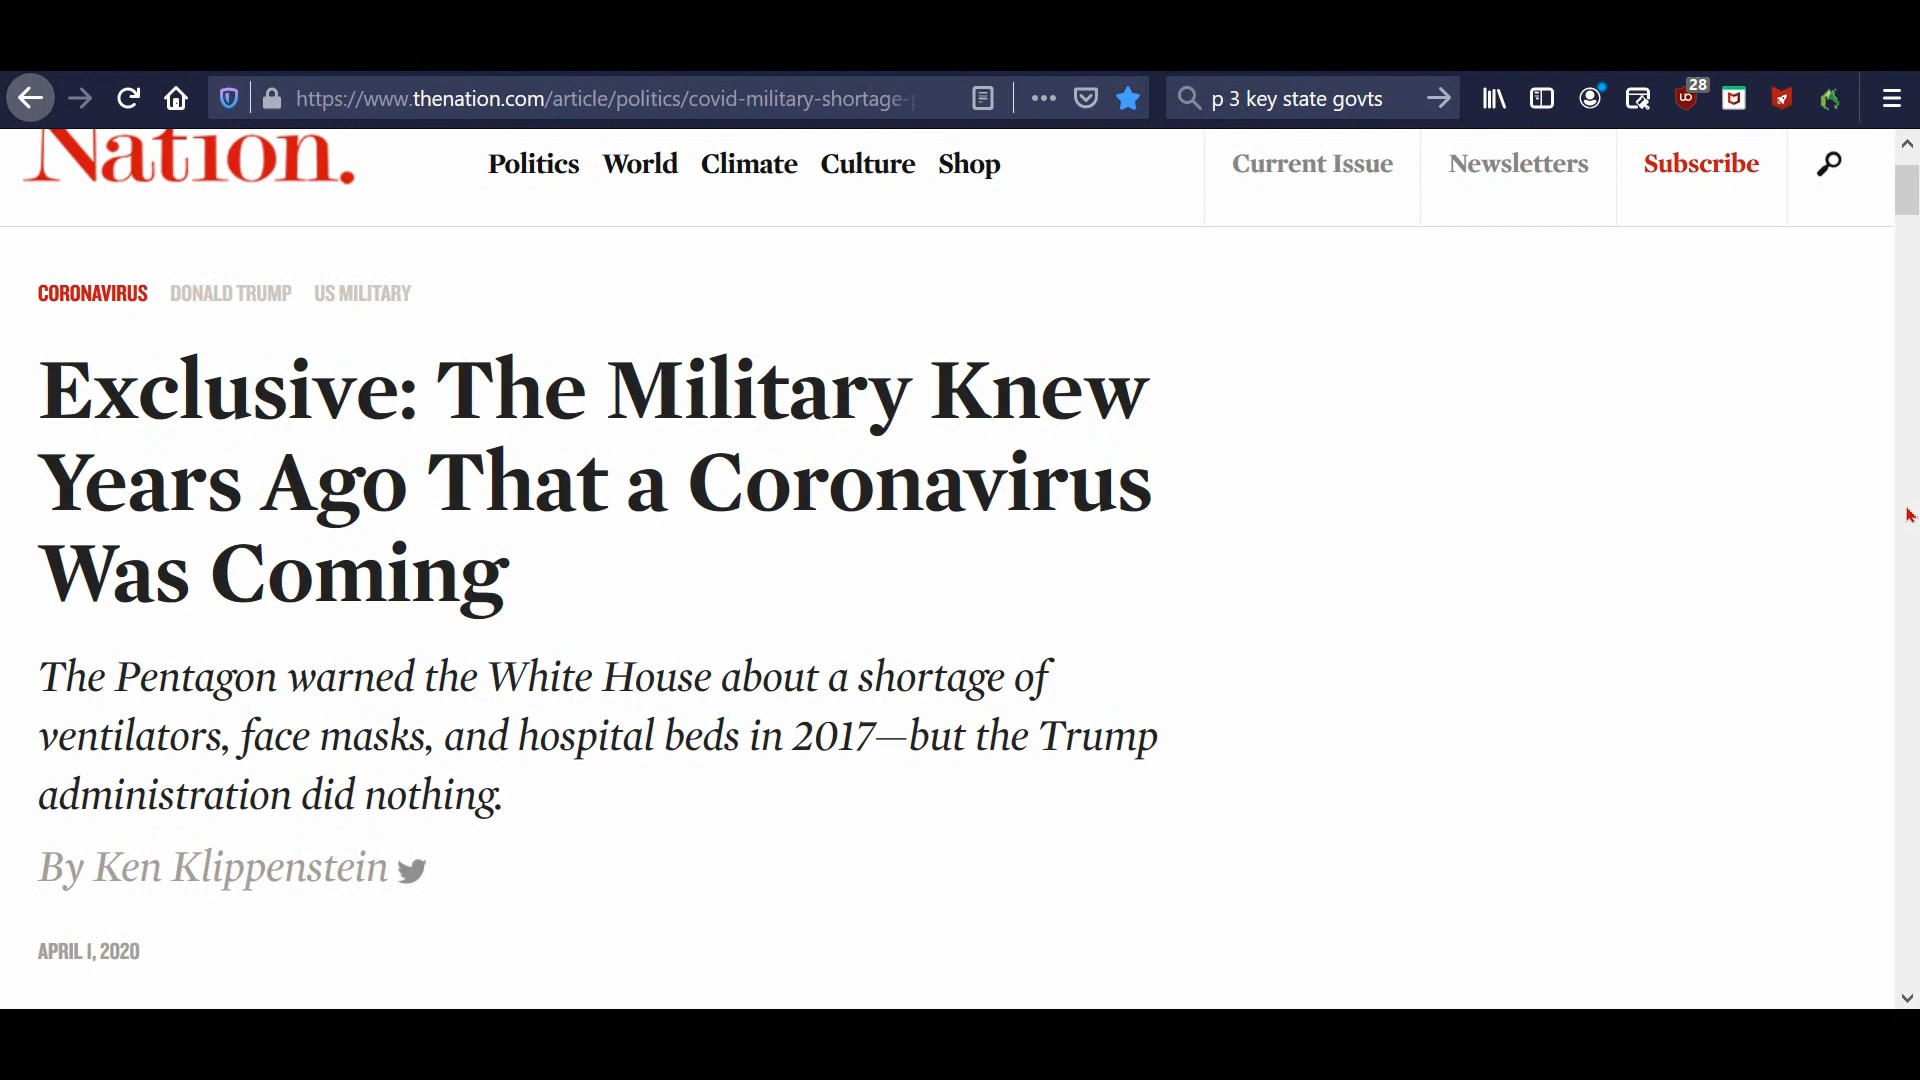 https://www.thenation.com/article/politics/covid-military-shortage-p
p 3 key state govts
28
Nation.
Politics World Climate Culture Shop
Current Issue Newsletters Subscribe
CORONAVIRUS DONALD TRUMP US MILITARY
Exclusive: The Military Knew
Years Ago That a Coronavirus
Was Coming
The Pentagon warned the White House about a shortage of
ventilators, face masks, and hospital beds in 2017—but the Trump
administration did nothing.
By Ken Klippenstein
APRIL 1, 2020